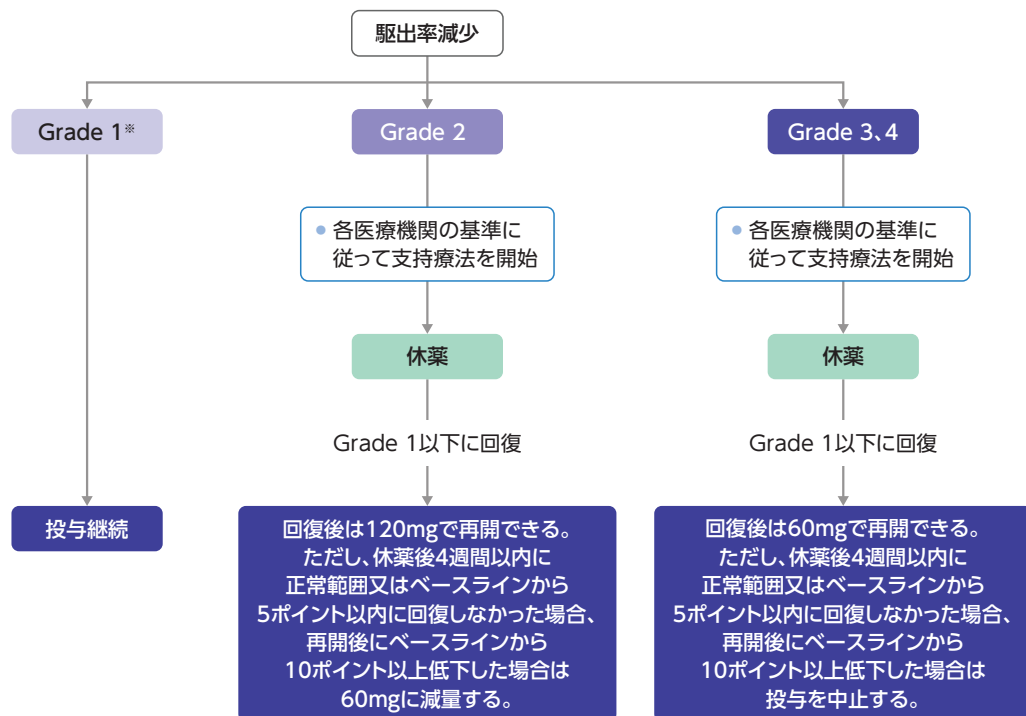 駆出率減少
Grade 1※
Grade 2
Grade 3、4
● 各医療機関の基準に
従って支持療法を開始
● 各医療機関の基準に
従って支持療法を開始
休薬
休薬
Grade 1以下に回復
Grade 1以下に回復
投与継続
回復後は120mgで再開できる。
ただし、休薬後4週間以内に
正常範囲又はベースラインから
5ポイント以内に回復しなかった場合、
再開後にベースラインから
10ポイント以上低下した場合は
60mgに減量する。
回復後は60mgで再開できる。
ただし、休薬後4週間以内に
正常範囲又はベースラインから
5ポイント以内に回復しなかった場合、
再開後にベースラインから
10ポイント以上低下した場合は
投与を中止する。